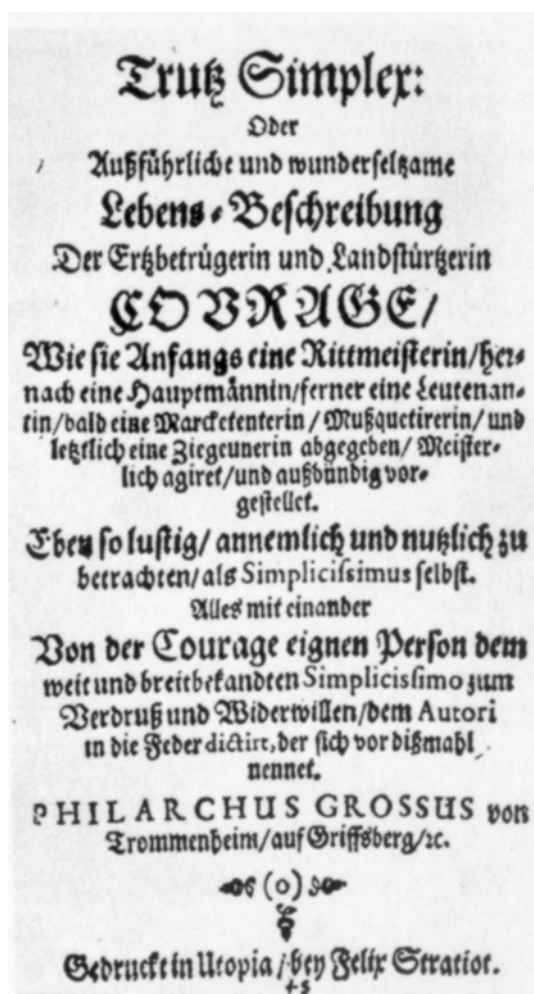 Trutz Simplex:
Oder
Außführliche und wunderseltzame
Lebens-Beschreibung
Der Ertzbetrügerin und Landstürtzerin
COURAGE/
Wie sie Anfangs eine Rittmeisterin/her-
nach eine Hauptmännin/ferner eine Leutenan-
tin/bald eine Marcketenterin/Mußquetirerin/und
letztlich eine Ziegeunerin abgegeben/Meister-
lich agiret/und außbündig vor-
gestellet.
Eben so lustig/annemlich und nutzlich zu
betrachten/als Simplicissimus selbst.
Alles mit einander
Von der Courage eignen Person dem
weit und breitbekandten Simplicissimo zum
Verdruß und Widerwillen/dem Autori
in die Feder dictirt, der sich vor dißmahl
nennet.
PHILARCHUS GROSSUS von
Trommenheim/auf Griffsberg/ꝛc.
(o)
Gedruckt in Utopia/bey Felix Stratiot.